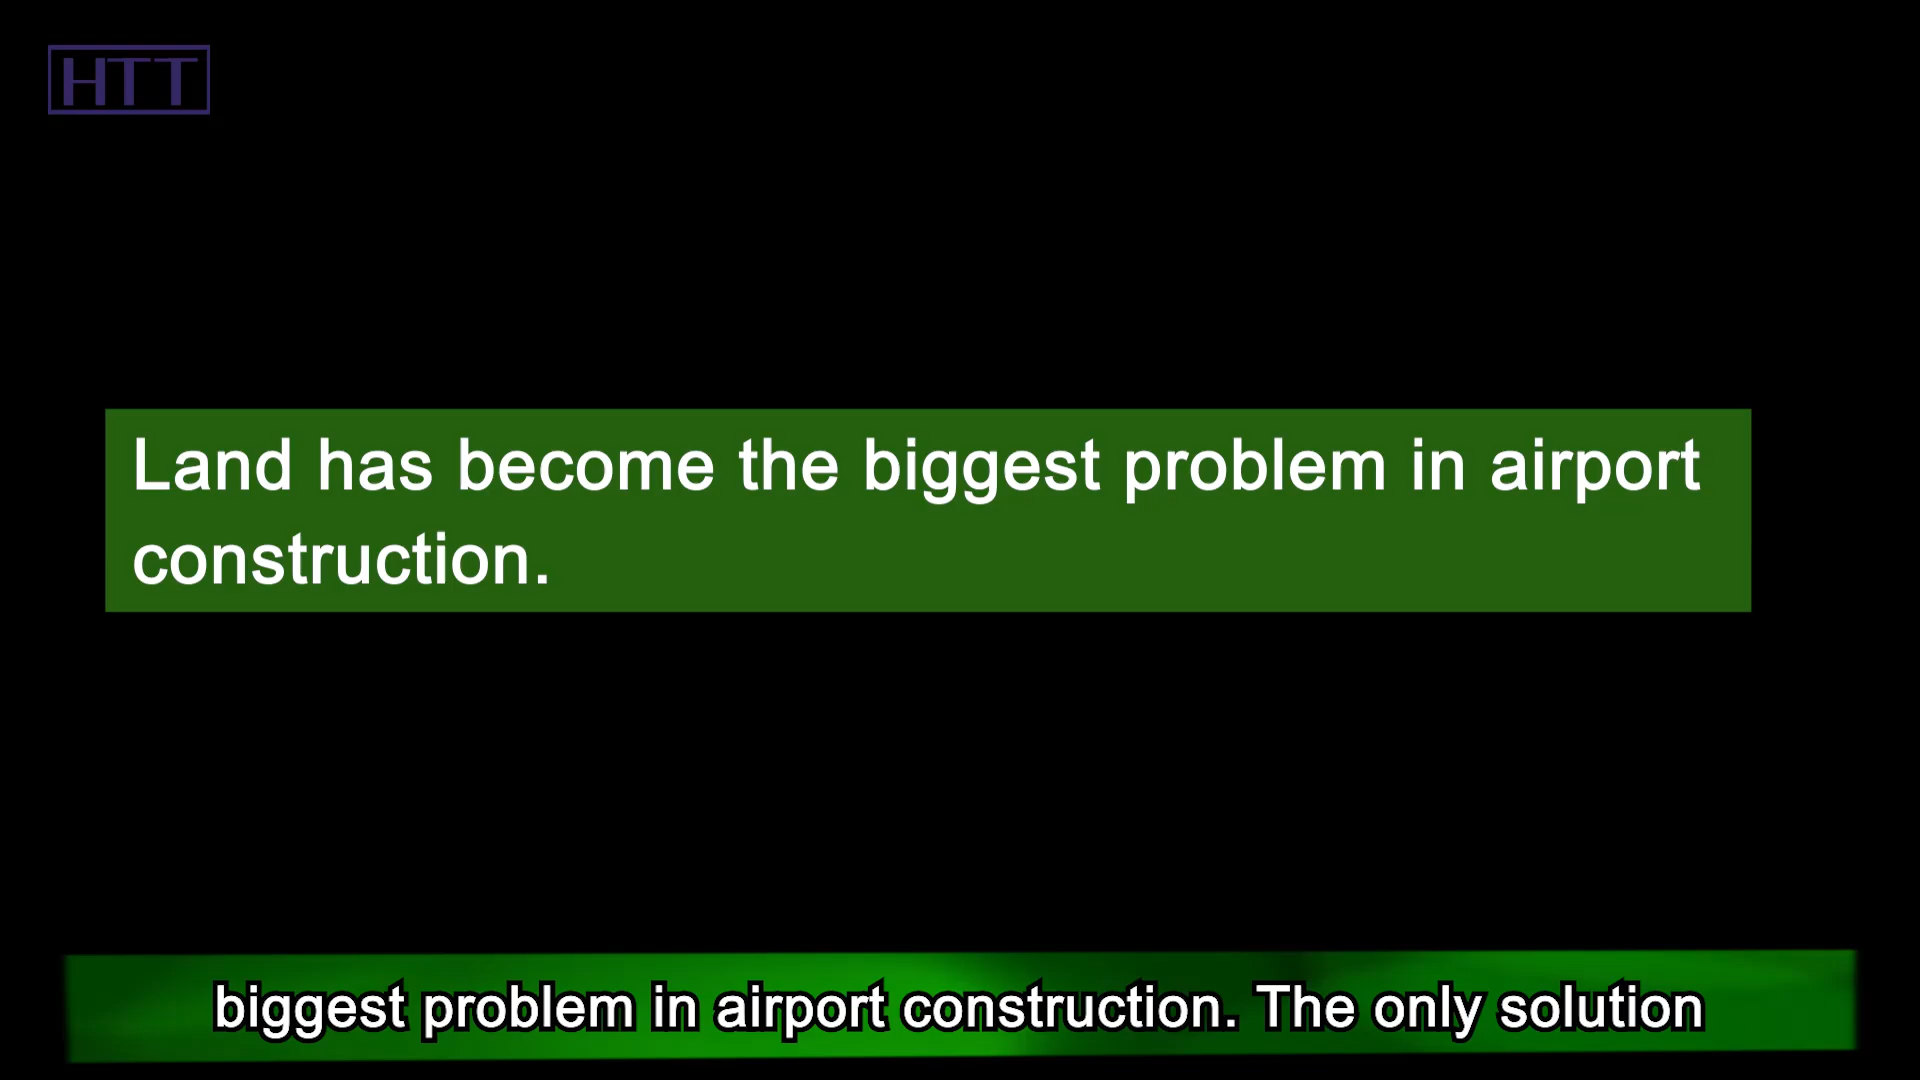 HTT
Land has become the biggest problem in airport
construction.
biggest problem in airport construction. The only solution